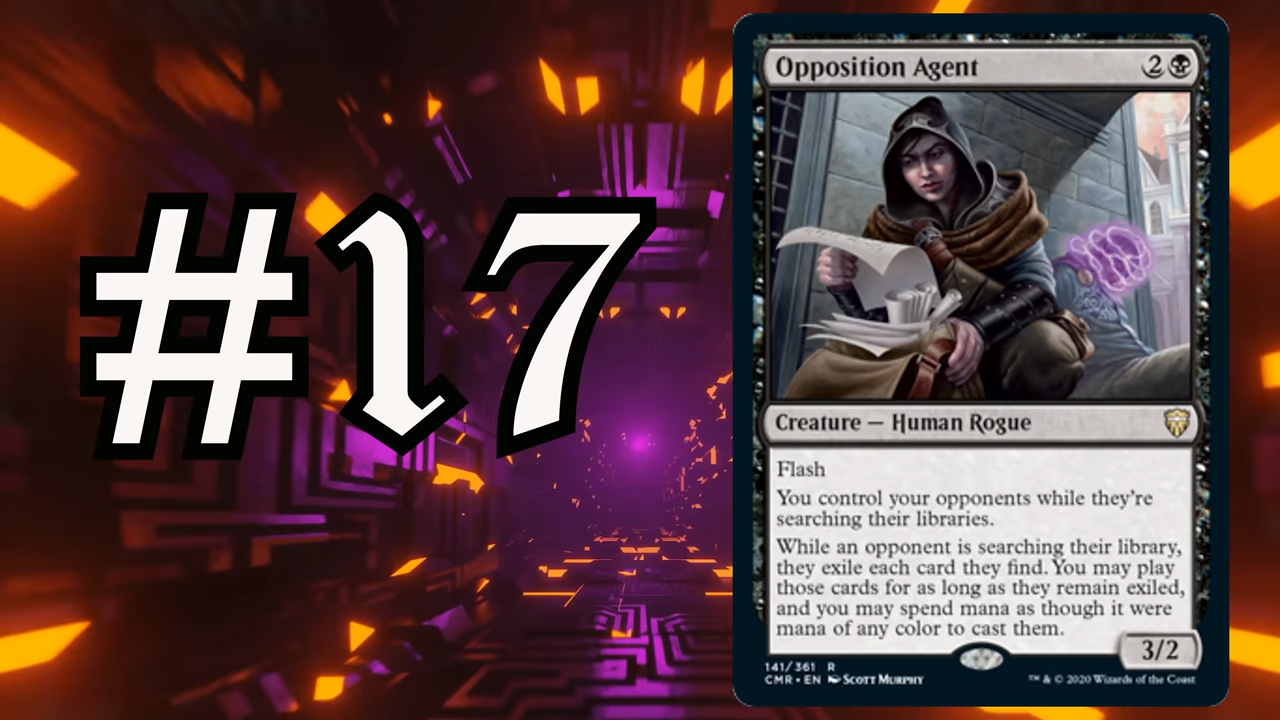 #17
Opposition Agent 2
Creature — Human Rogue
Flash
You control your opponents while they're
searching their libraries.
While an opponent is searching their library,
they exile each card they find. You may play
those cards for as long as they remain exiled,
and you may spend mana as though it were
mana of any color to cast them.
3/2
141/361 R
CMR • EN Scott Murphy
™ & © 2020 Wizards of the Coast